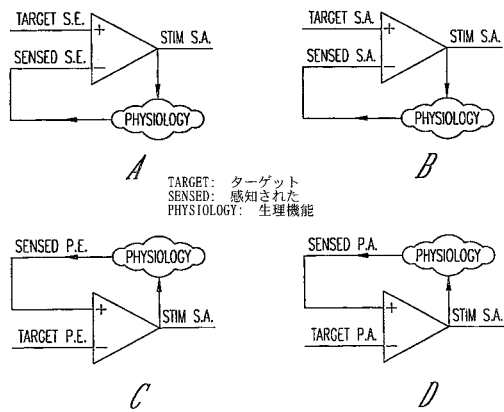 TARGET S.E.
+
STIM S.A.
SENSED S.E.
−
PHYSIOLOGY
A
TARGET S.A.
+
STIM S.A.
SENSED S.A.
−
PHYSIOLOGY
B
TARGET: ターゲット
SENSED: 感知された
PHYSIOLOGY: 生理機能
SENSED P.E.
PHYSIOLOGY
+
STIM S.A.
TARGET P.E.
−
C
SENSED P.A.
PHYSIOLOGY
+
STIM S.A.
TARGET P.A.
−
D